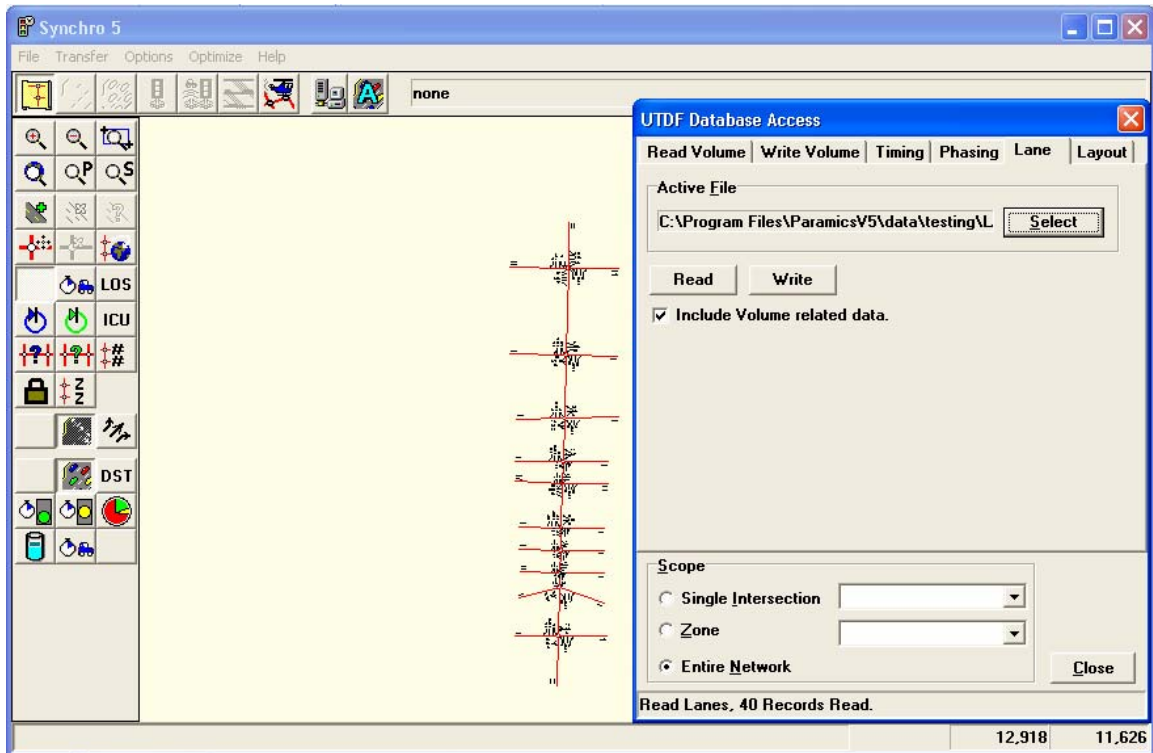 Synchro 5
File Transfer Options Optimize Help
none
P S
LOS
ICU
? ? # #
Z Z
DST
UTDF Database Access
Read Volume Write Volume Timing Phasing Lane Layout
Active File
C:\Program Files\ParamicsV5\data\testing\L
Select
Read Write
Include Volume related data.
Scope
Single Intersection
Zone
Entire Network
Close
Read Lanes, 40 Records Read.
12,918 11,626